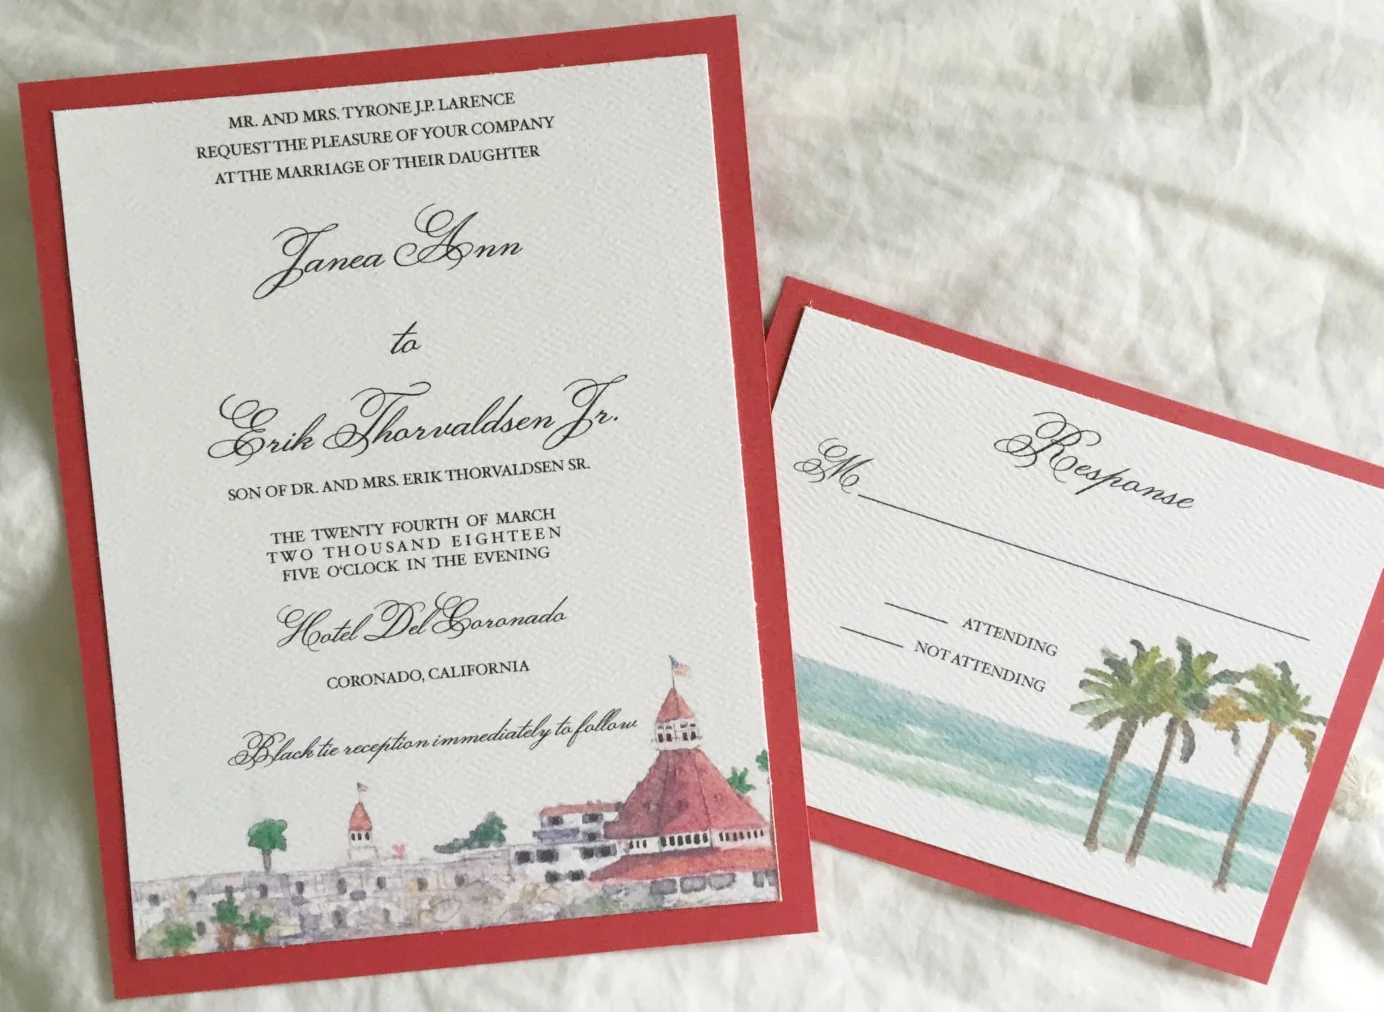 MR. AND MRS. TYRONE J.P. LARENCE
REQUEST THE PLEASURE OF YOUR COMPANY
AT THE MARRIAGE OF THEIR DAUGHTER
Janea Ann
to
Erik Thorvaldsen Jr.
SON OF DR. AND MRS. ERIK THORVALDSEN SR.
THE TWENTY FOURTH OF MARCH
TWO THOUSAND EIGHTEEN
FIVE O‘CLOCK IN THE EVENING
Hotel Del Coronado
CORONADO, CALIFORNIA
Black tie reception immediately to follow
Response
M
ATTENDING
NOT ATTENDING